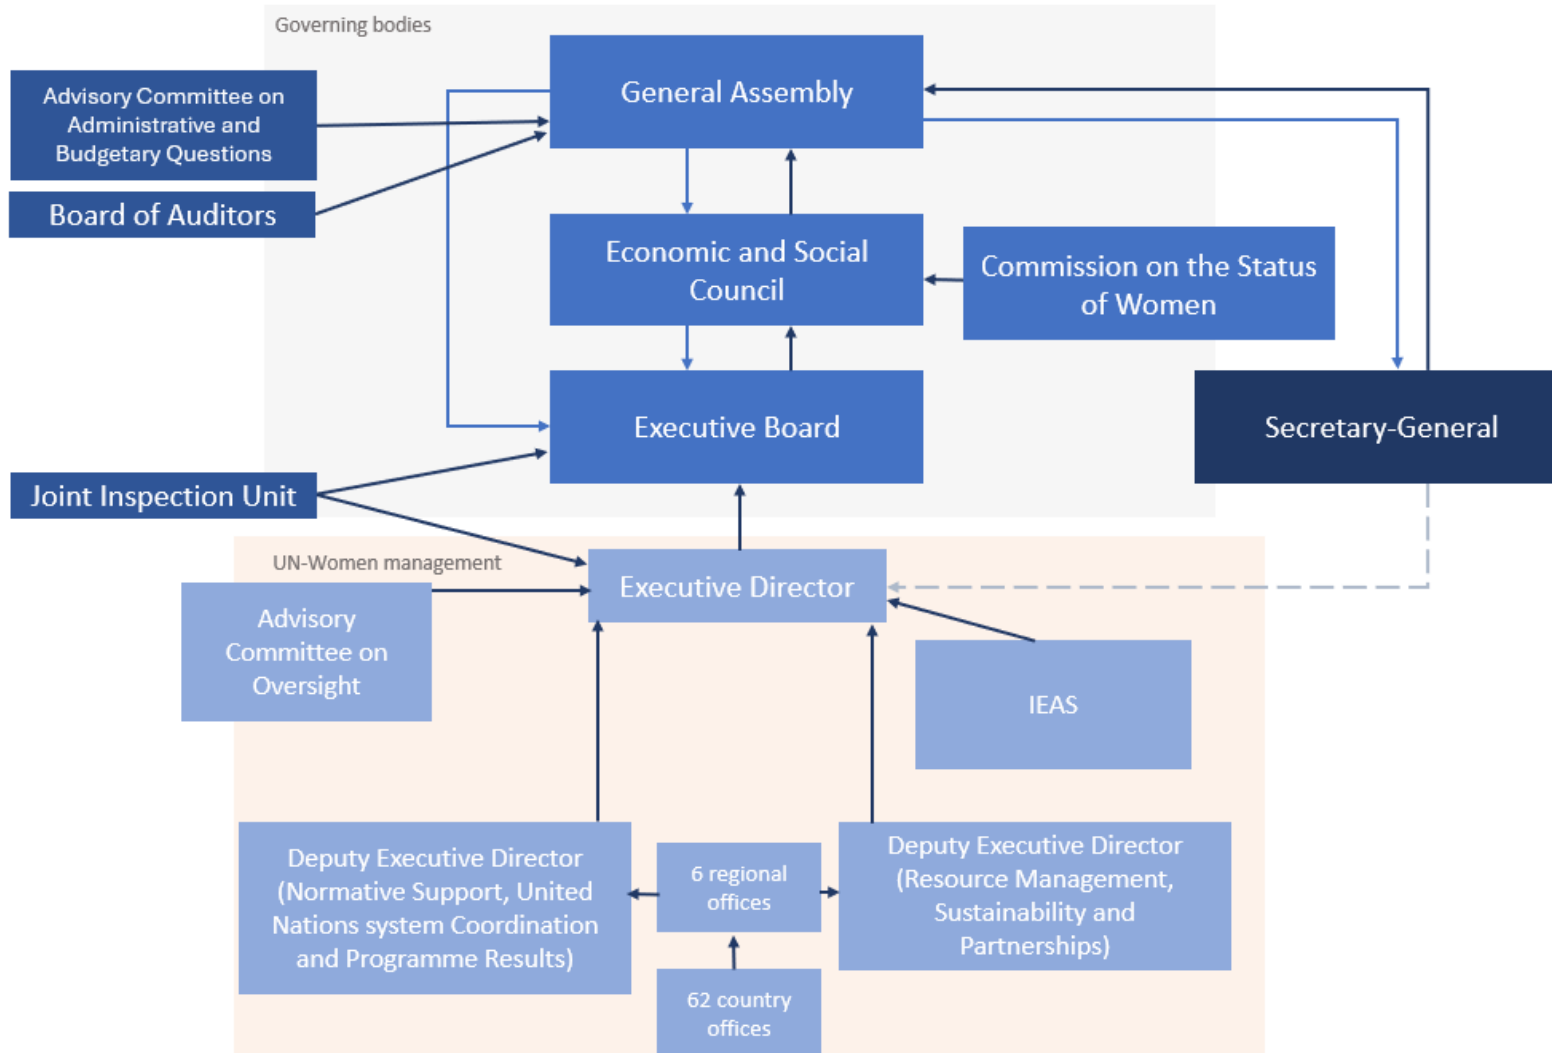 Governing bodies
General Assembly
Advisory Committee on
Administrative and
Budgetary Questions
Board of Auditors
Economic and Social
Council
Commission on the Status
of Women
Executive Board
Secretary-General
Joint Inspection Unit
UN-Women management
Executive Director
Advisory
Committee on
Oversight
IEAS
Deputy Executive Director
(Normative Support, United
Nations system Coordination
and Programme Results)
6 regional
offices
Deputy Executive Director
(Resource Management,
Sustainability and
Partnerships)
62 country
offices